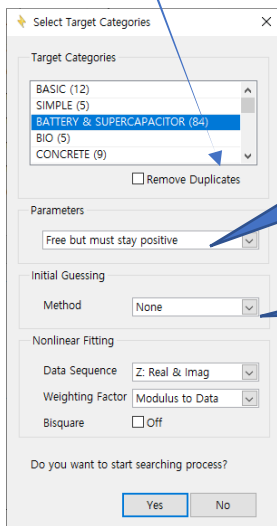 Select Target Categories
Target Categories
BASIC (12)
SIMPLE (5)
BATTERY & SUPERCAPACITOR (84)
BIO (5)
CONCRETE (9)
Remove Duplicates
Parameters
Free but must stay positive
Initial Guessing
Method None
Nonlinear Fitting
Data Sequence Z: Real & Imag
Weighting Factor Modulus to Data
Bisquare Off
Do you want to start searching process?
Yes No